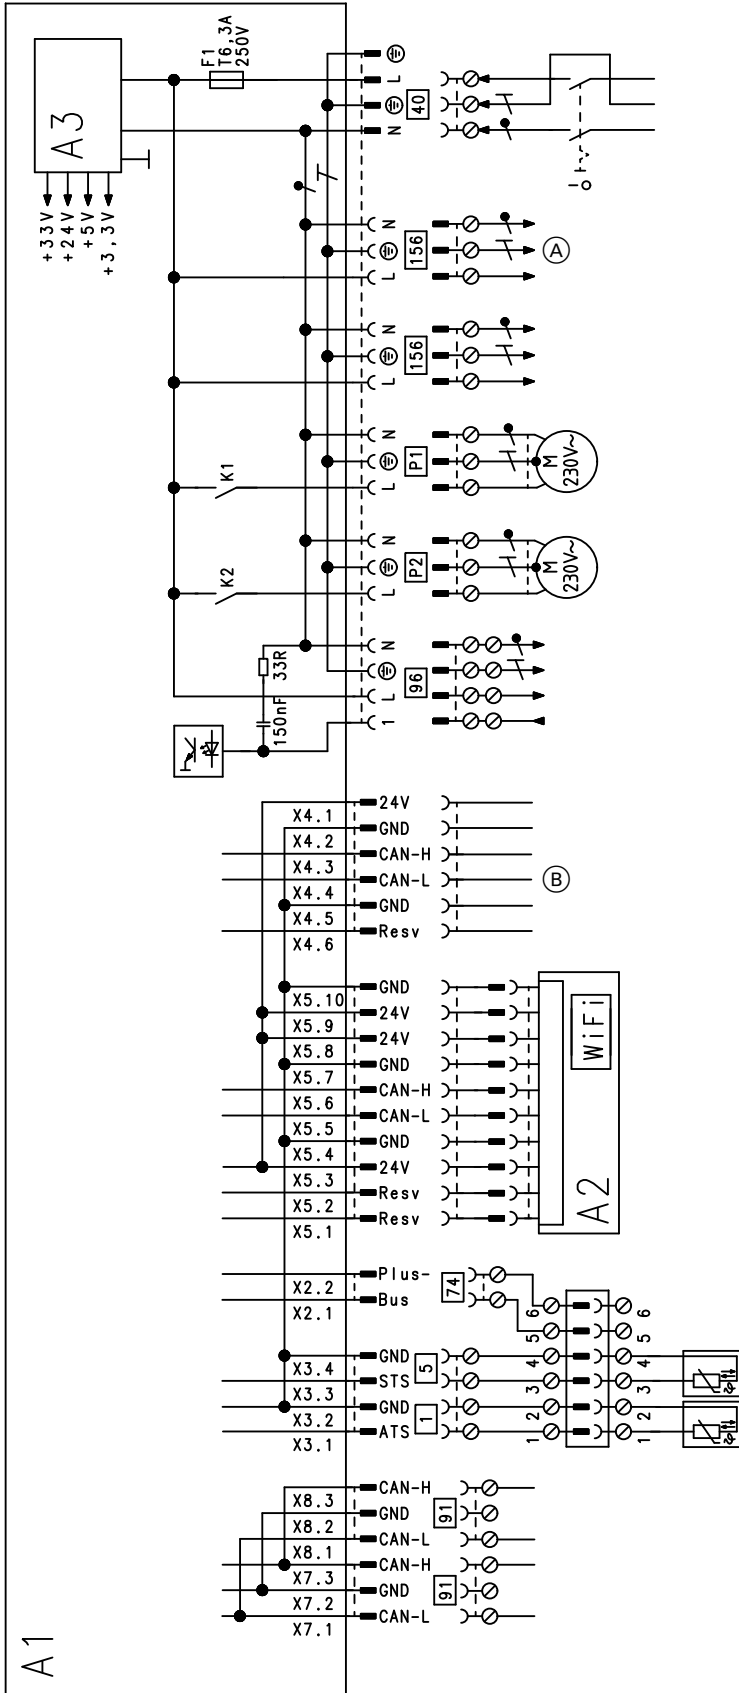 A3
F1
T6,3A
250V
+33V
+24V
+5V
+3,3V
L
N
40
N
L
156
A
N
L
156
K1
N
L
P1
M
230V~
K2
N
L
P2
M
230V~
33R
150nF
N
L
1
96
X4.1
24V
X4.2
GND
X4.3
CAN-H
X4.4
CAN-L
B
X4.5
GND
X4.6
Resv
X5.10
GND
X5.9
24V
X5.8
24V
X5.7
GND
X5.6
CAN-H
X5.5
CAN-L
X5.4
GND
X5.3
24V
X5.2
Resv
X5.1
Resv
WiFi
A2
X2.2
Plus-
X2.1
Bus
74
6
6
5
5
X3.4
GND
5
4
4
X3.3
STS
3
3
X3.2
GND
1
2
2
X3.1
ATS
1
1
X8.3
CAN-H
X8.2
GND
91
X8.1
CAN-L
X7.3
CAN-H
X7.2
GND
91
X7.1
CAN-L
A1